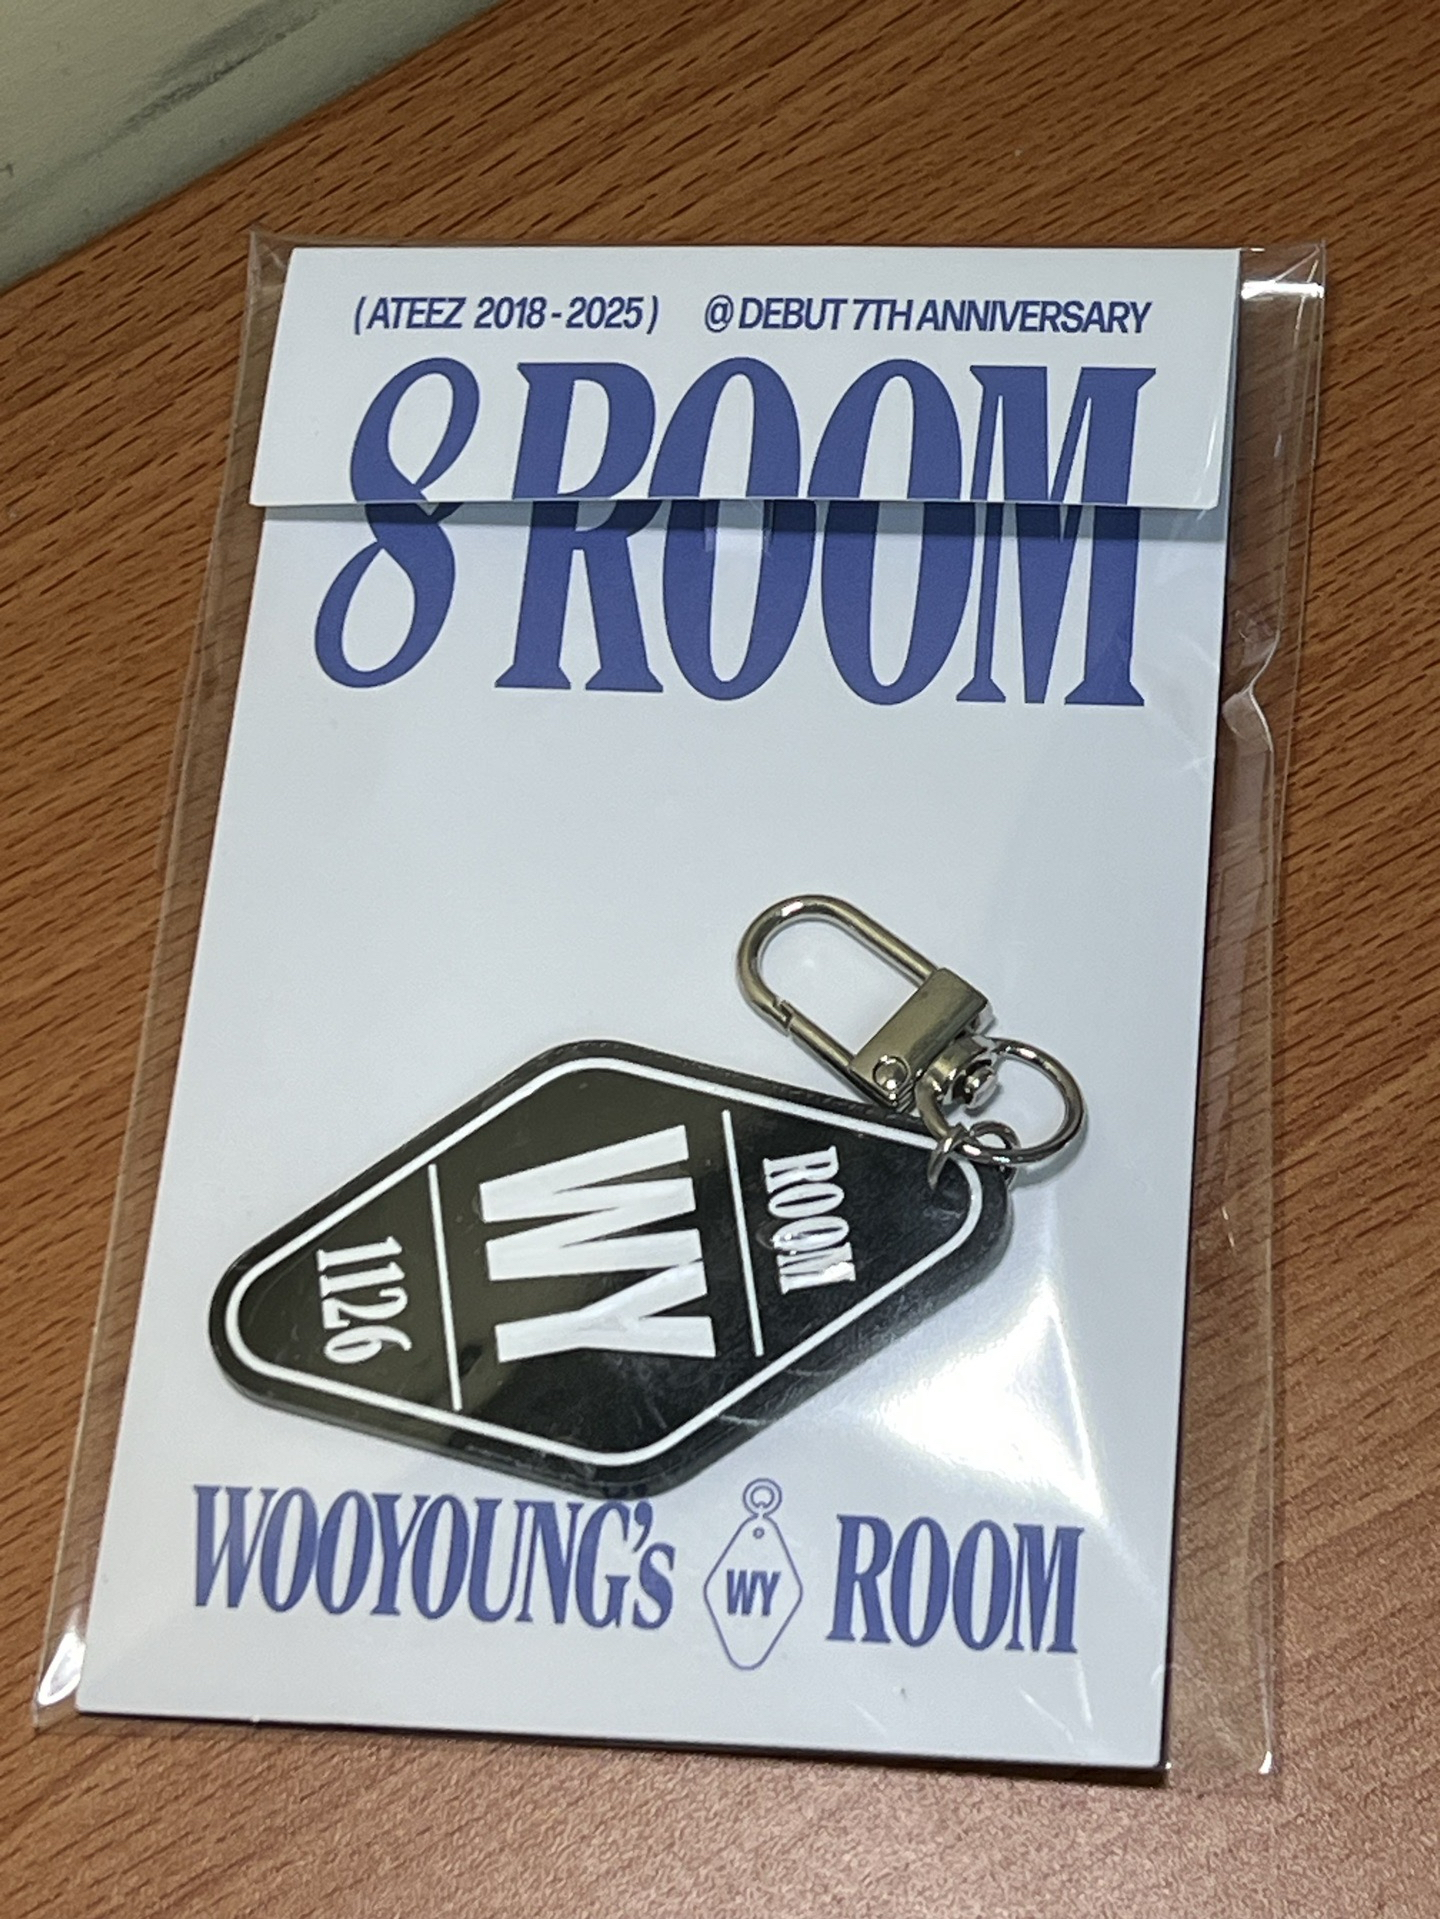 ( ATEEZ 2018 - 2025 ) @ DEBUT 7TH ANNIVERSARY
8 ROOM
ROOM
WY
1126
WOOYOUNG's WY ROOM